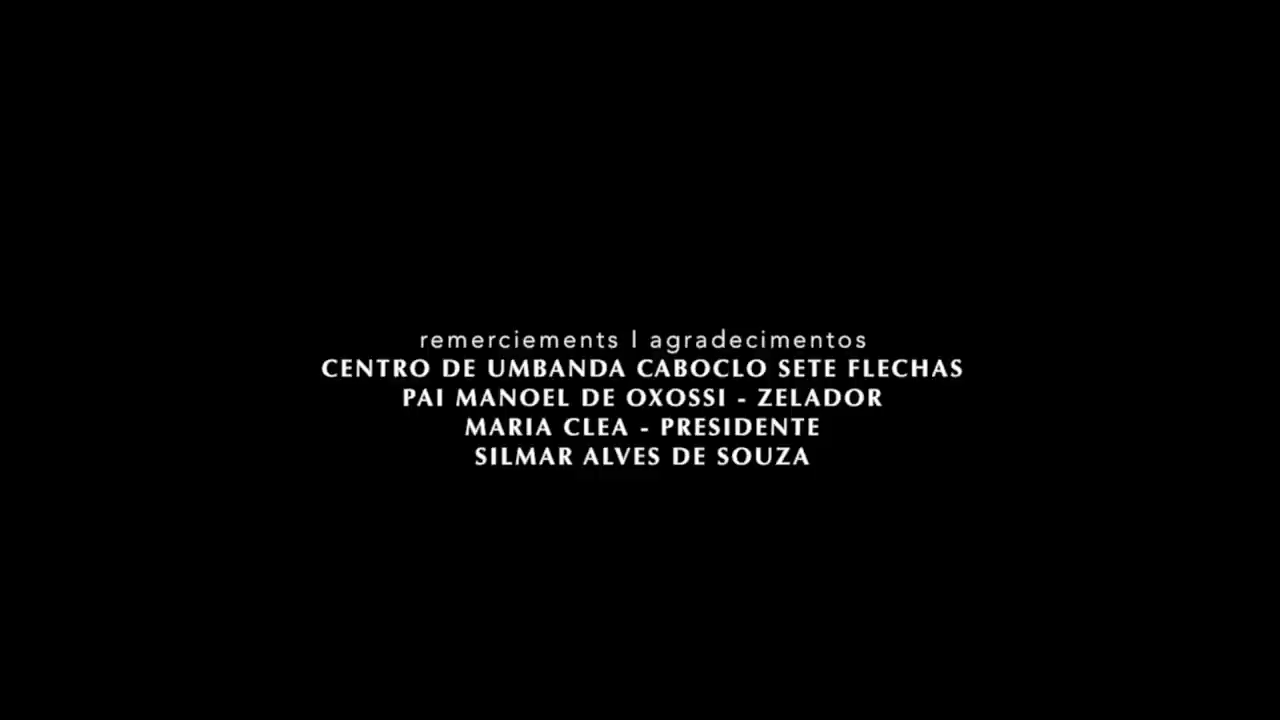 remerciements | agradecimentos
CENTRO DE UMBANDA CABOCLO SETE FLECHAS
PAI MANOEL DE OXOSSI - ZELADOR
MARIA CLEA - PRESIDENTE
SILMAR ALVES DE SOUZA